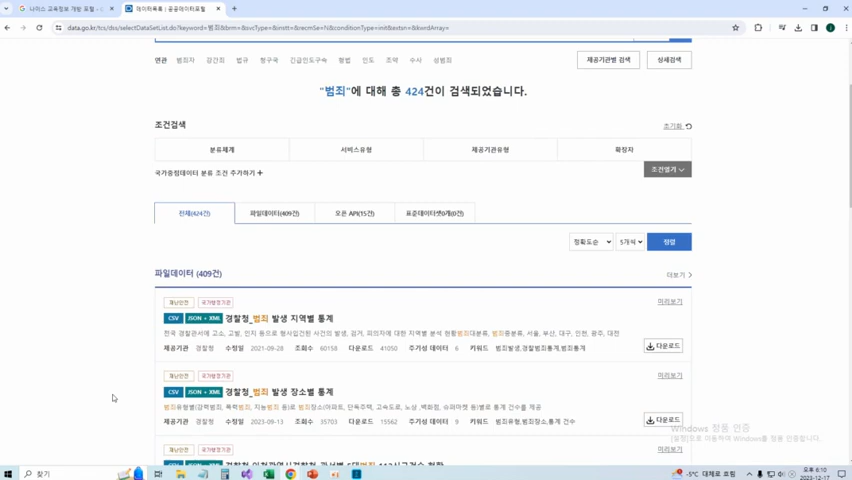 나이스 교육정보 개방 포털 - G
데이터목록 | 공공데이터포털
data.go.kr/tcs/dss/selectDataSetList.do?keyword=범죄&brm=&svcType=&instt=&recmSe=N&conditionType=init&extsn=&kwrdArray=
연관 범죄자 강간죄 법규 청구국 긴급인도구속 형법 인도 조약 수사 성범죄
제공기관별 검색 상세검색
"범죄"에 대해 총 424건이 검색되었습니다.
조건검색 초기화
분류체계 서비스유형 제공기관유형 확장자
국가중점데이터 분류 조건 추가하기 +
조건열기
전체(424건) 파일데이터(409건) 오픈 API(15건) 표준데이터셋0개(0건)
정확도순 5개씩 정렬
파일데이터 (409건) 더보기
재난안전 국가행정기관 미리보기
CSV JSON + XML 경찰청_범죄 발생 지역별 통계
전국 경찰관서에 고소, 고발, 인지 등으로 형사입건된 사건의 발생, 검거, 피의자에 대한 지역별 분석 현황범죄대분류, 범죄중분류, 서울, 부산, 대구, 인천, 광주, 대전
제공기관 경찰청 수정일 2021-09-28 조회수 60158 다운로드 41050 주기성 데이터 6 키워드 범죄발생,경찰범죄통계,범죄통계
다운로드
재난안전 국가행정기관 미리보기
CSV JSON + XML 경찰청_범죄 발생 장소별 통계
범죄유형별(강력범죄, 폭력범죄, 지능범죄 등)로 범죄장소(아파트, 단독주택, 고속도로, 노상, 백화점, 슈퍼마켓 등)별로 통계 건수를 제공
제공기관 경찰청 수정일 2023-09-13 조회수 35703 다운로드 15562 주기성 데이터 9 키워드 범죄유형,범죄장소,통계 건수
다운로드
Windows 정품 인증
[설정]으로 이동하여 Windows를 정품 인증합니다.
재난안전 국가행정기관 미리보기
찾기
-5°C 대체로 흐림
오후 6:10
2023-12-17